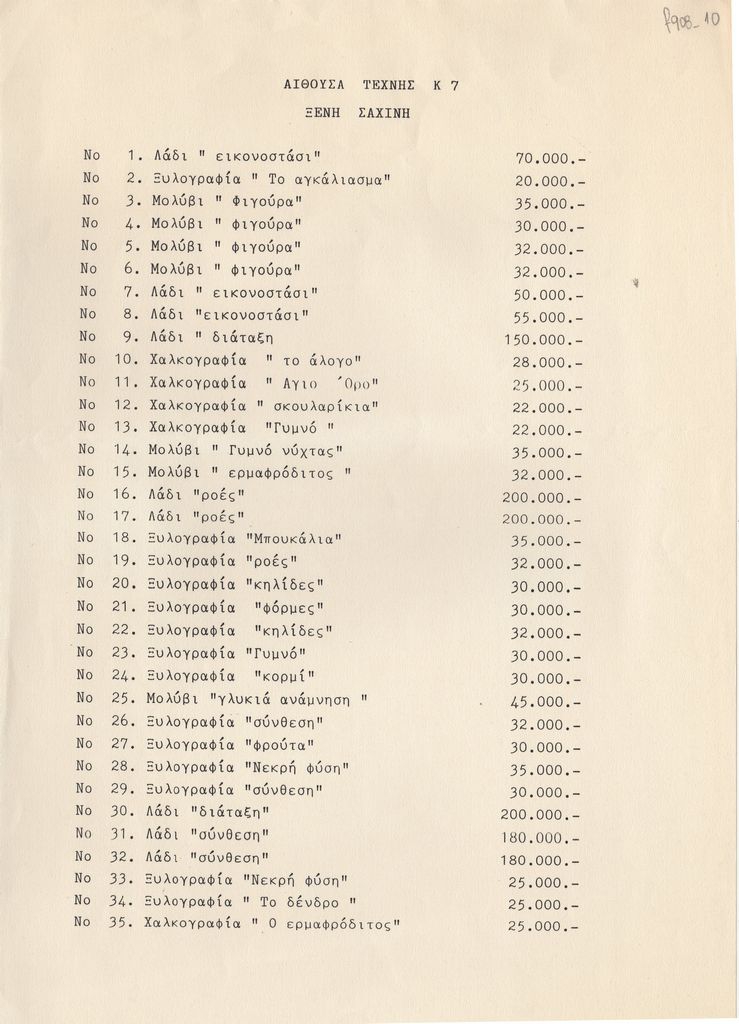 f908-10
ΑΙΘΟΥΣΑ ΤΕΧΝΗΣ Κ 7
ΞΕΝΗ ΣΑΧΙΝΗ
Νο 1. Λάδι " εικονοστάσι" 70.000.-
Νο 2. Ξυλογραφία " Το αγκάλιασμα" 20.000.-
Νο 3. Μολύβι " Φιγούρα" 35.000.-
Νο 4. Μολύβι " φιγούρα" 30.000.-
Νο 5. Μολύβι " φιγούρα" 32.000.-
Νο 6. Μολύβι " φιγούρα" 32.000.-
Νο 7. Λάδι " εικονοστάσι" 50.000.-
Νο 8. Λάδι "εικονοστάσι" 55.000.-
Νο 9. Λάδι " διάταξη 150.000.-
Νο 10. Χαλκογραφία " το άλογο" 28.000.-
Νο 11. Χαλκογραφία " Αγιο Όρο" 25.000.-
Νο 12. Χαλκογραφία " σκουλαρίκια" 22.000.-
Νο 13. Χαλκογραφία "Γυμνό " 22.000.-
Νο 14. Μολύβι " Γυμνό νύχτας" 35.000.-
Νο 15. Μολύβι " ερμαφρόδιτος " 32.000.-
Νο 16. Λάδι "ροές" 200.000.-
Νο 17. Λάδι "ροές" 200.000.-
Νο 18. Ξυλογραφία "Μπουκάλια" 35.000.-
Νο 19. Ξυλογραφία "ροές" 32.000.-
Νο 20. Ξυλογραφία "κηλίδες" 30.000.-
Νο 21. Ξυλογραφία "φόρμες" 30.000.-
Νο 22. Ξυλογραφία "κηλίδες" 32.000.-
Νο 23. Ξυλογραφία "Γυμνό" 30.000.-
Νο 24. Ξυλογραφία "κορμί" 30.000.-
Νο 25. Μολύβι "γλυκιά ανάμνηση " 45.000.-
Νο 26. Ξυλογραφία "σύνθεση" 32.000.-
Νο 27. Ξυλογραφία "φρούτα" 30.000.-
Νο 28. Ξυλογραφία "Νεκρή φύση" 35.000.-
Νο 29. Ξυλογραφία "σύνθεση" 30.000.-
Νο 30. Λάδι "διάταξη" 200.000.-
Νο 31. Λάδι "σύνθεση" 180.000.-
Νο 32. Λάδι "σύνθεση" 180.000.-
Νο 33. Ξυλογραφία "Νεκρή φύση" 25.000.-
Νο 34. Ξυλογραφία " Το δένδρο " 25.000.-
Νο 35. Χαλκογραφία " Ο ερμαφρόδιτος" 25.000.-